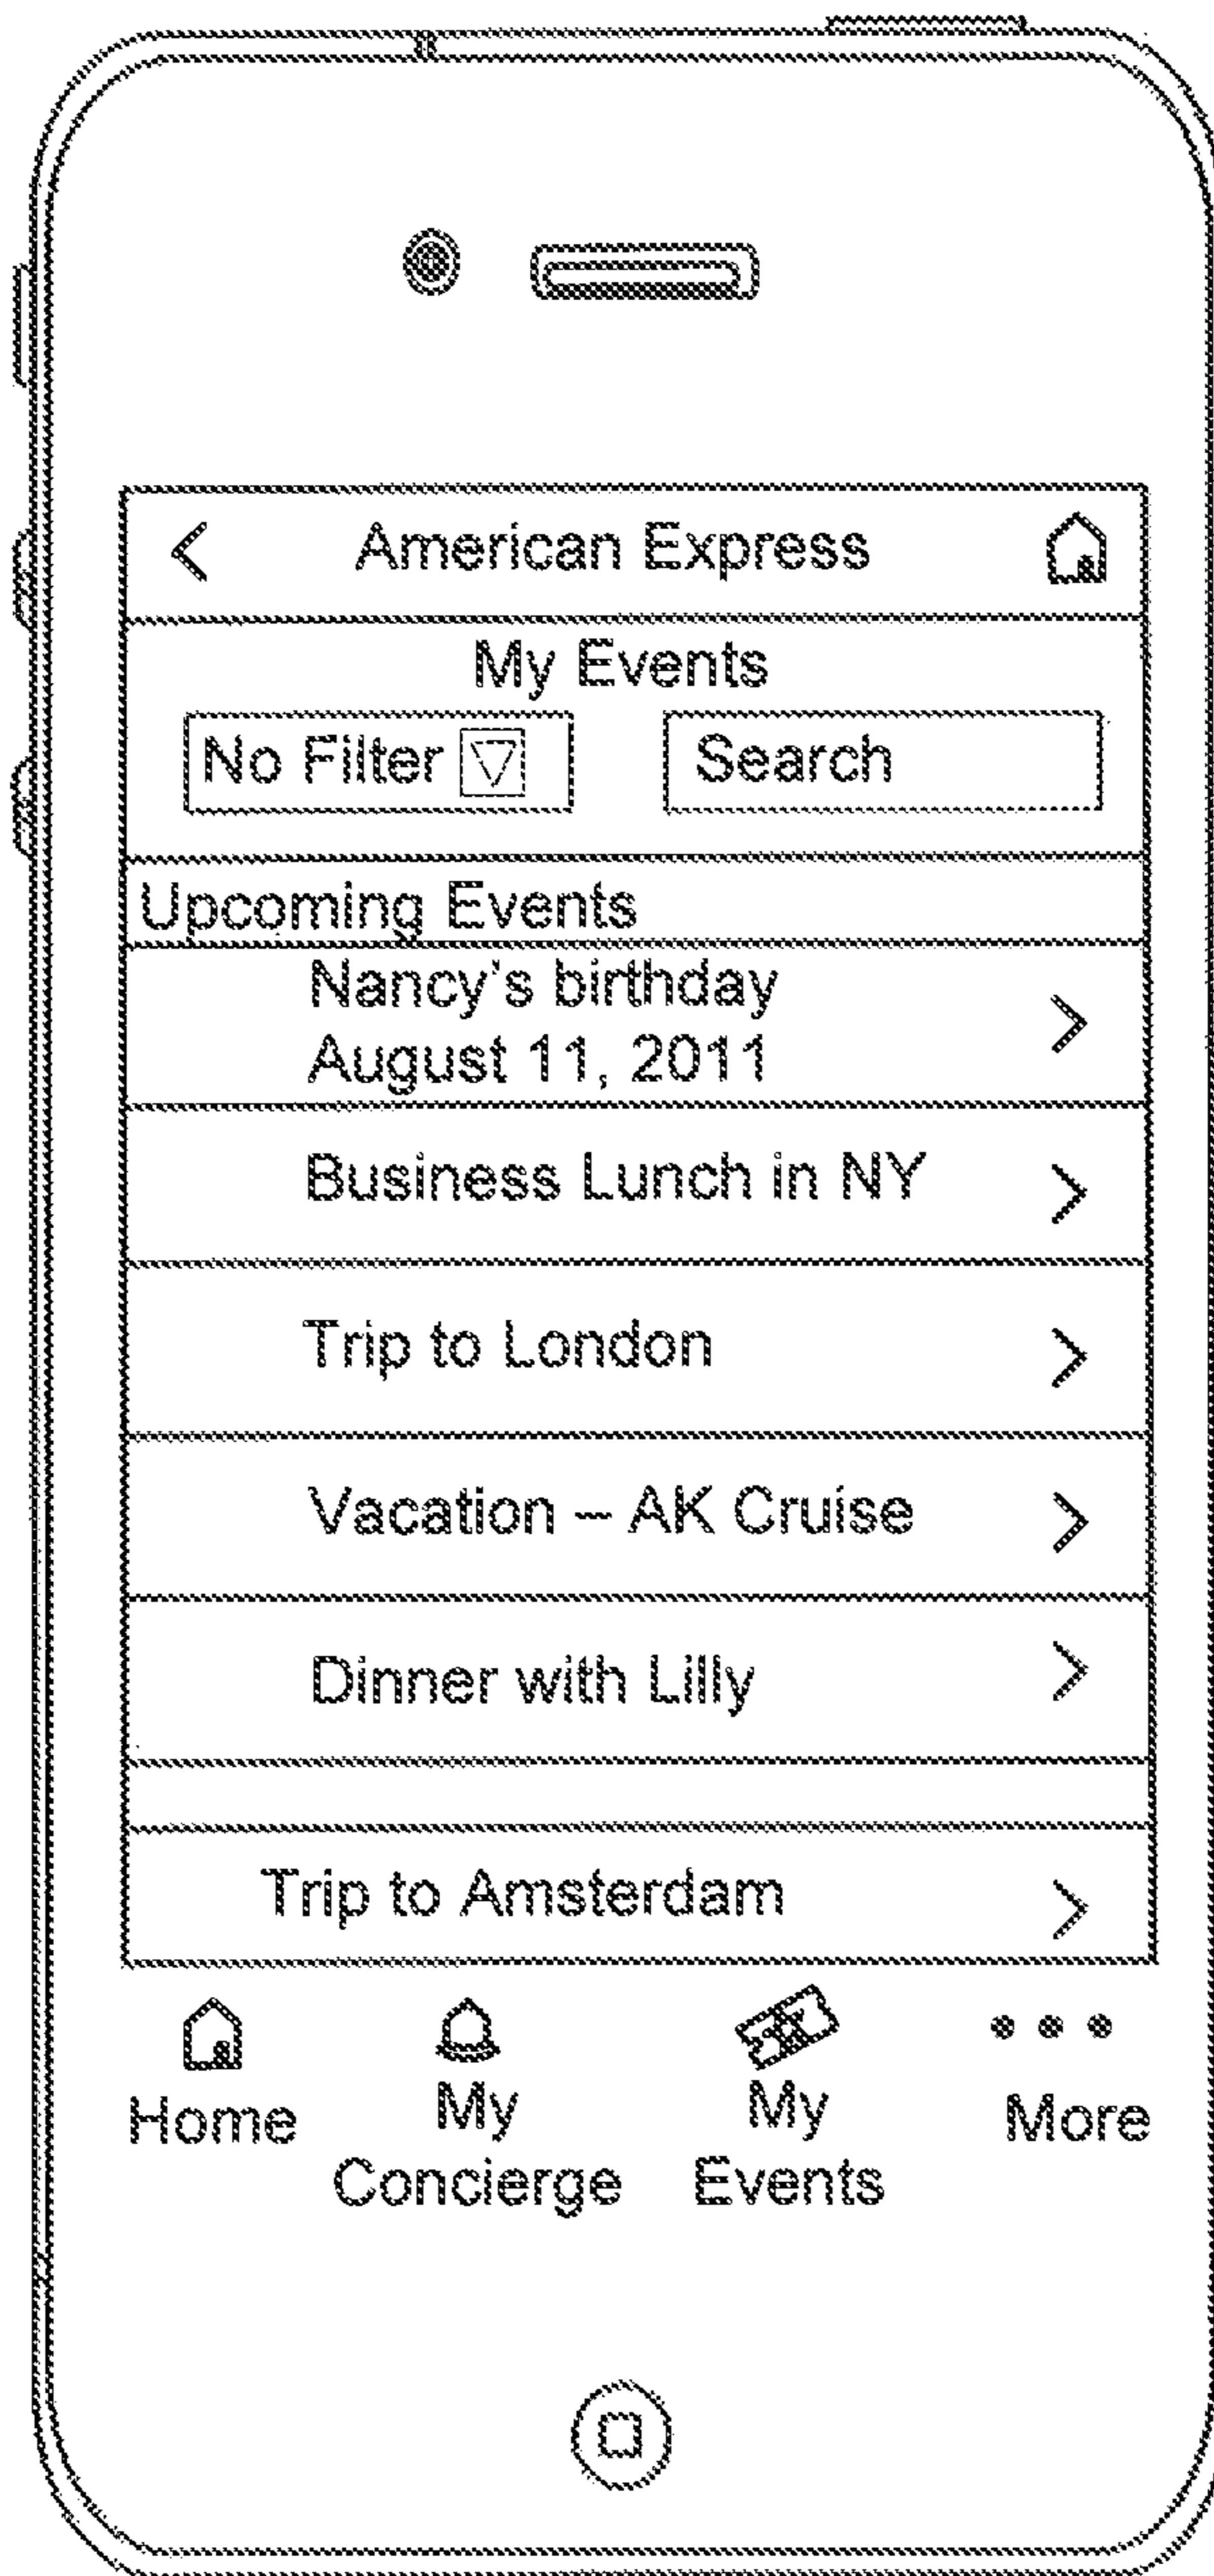 American Express
My Events
No Filter Search
Upcoming Events
Nancy's birthday
August 11, 2011
Business Lunch in NY
Trip to London
Vacation – AK Cruise
Dinner with Lilly
Trip to Amsterdam
Home
My Concierge
My Events
More